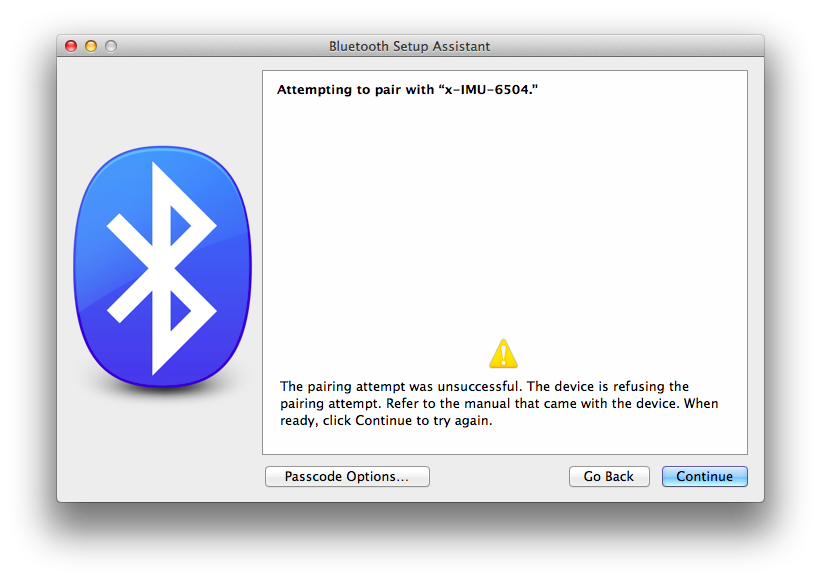 Bluetooth Setup Assistant
Attempting to pair with “x-IMU-6504.”
The pairing attempt was unsuccessful. The device is refusing the
pairing attempt. Refer to the manual that came with the device. When
ready, click Continue to try again.
Passcode Options...
Go Back
Continue